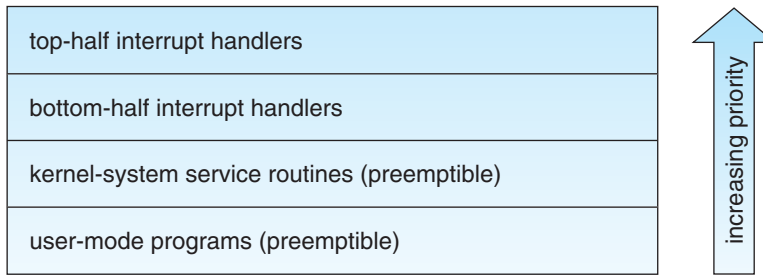 top-half interrupt handlers
bottom-half interrupt handlers
kernel-system service routines (preemptible)
user-mode programs (preemptible)
increasing priority